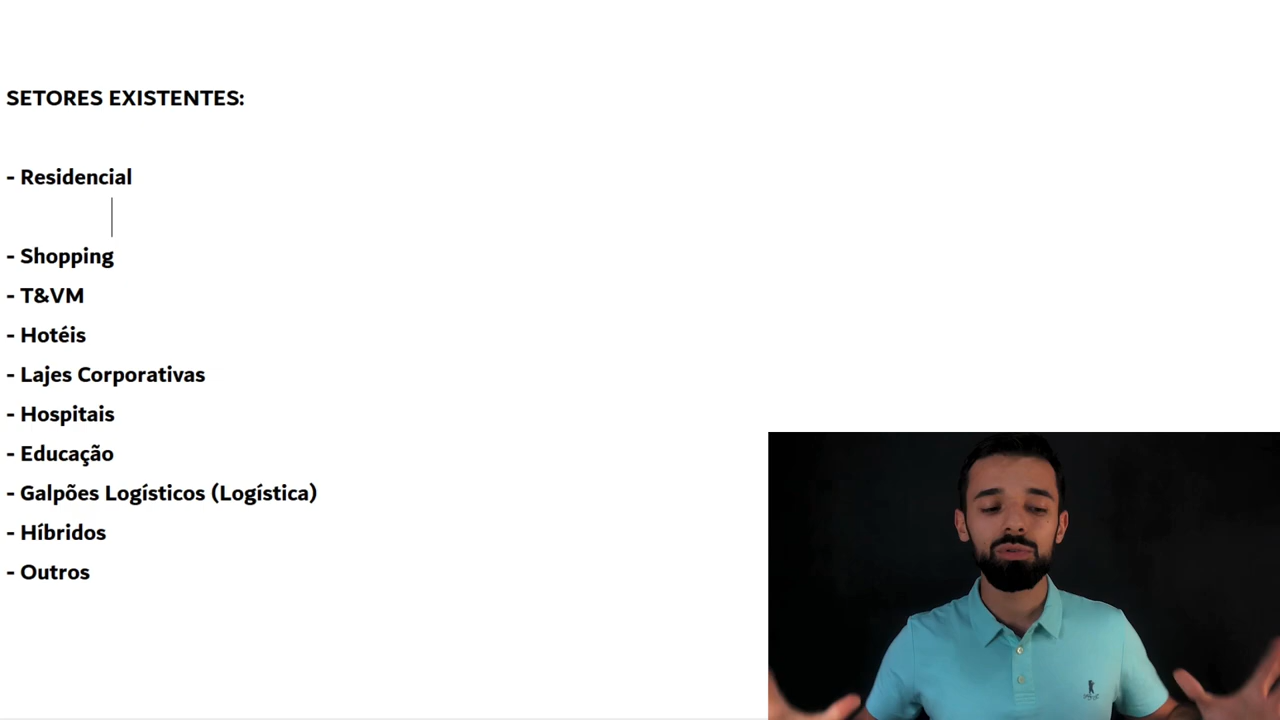 SETORES EXISTENTES:
- Residencial
- Shopping
- T&VM
- Hotéis
- Lajes Corporativas
- Hospitais
- Educação
- Galpões Logísticos (Logística)
- Híbridos
- Outros